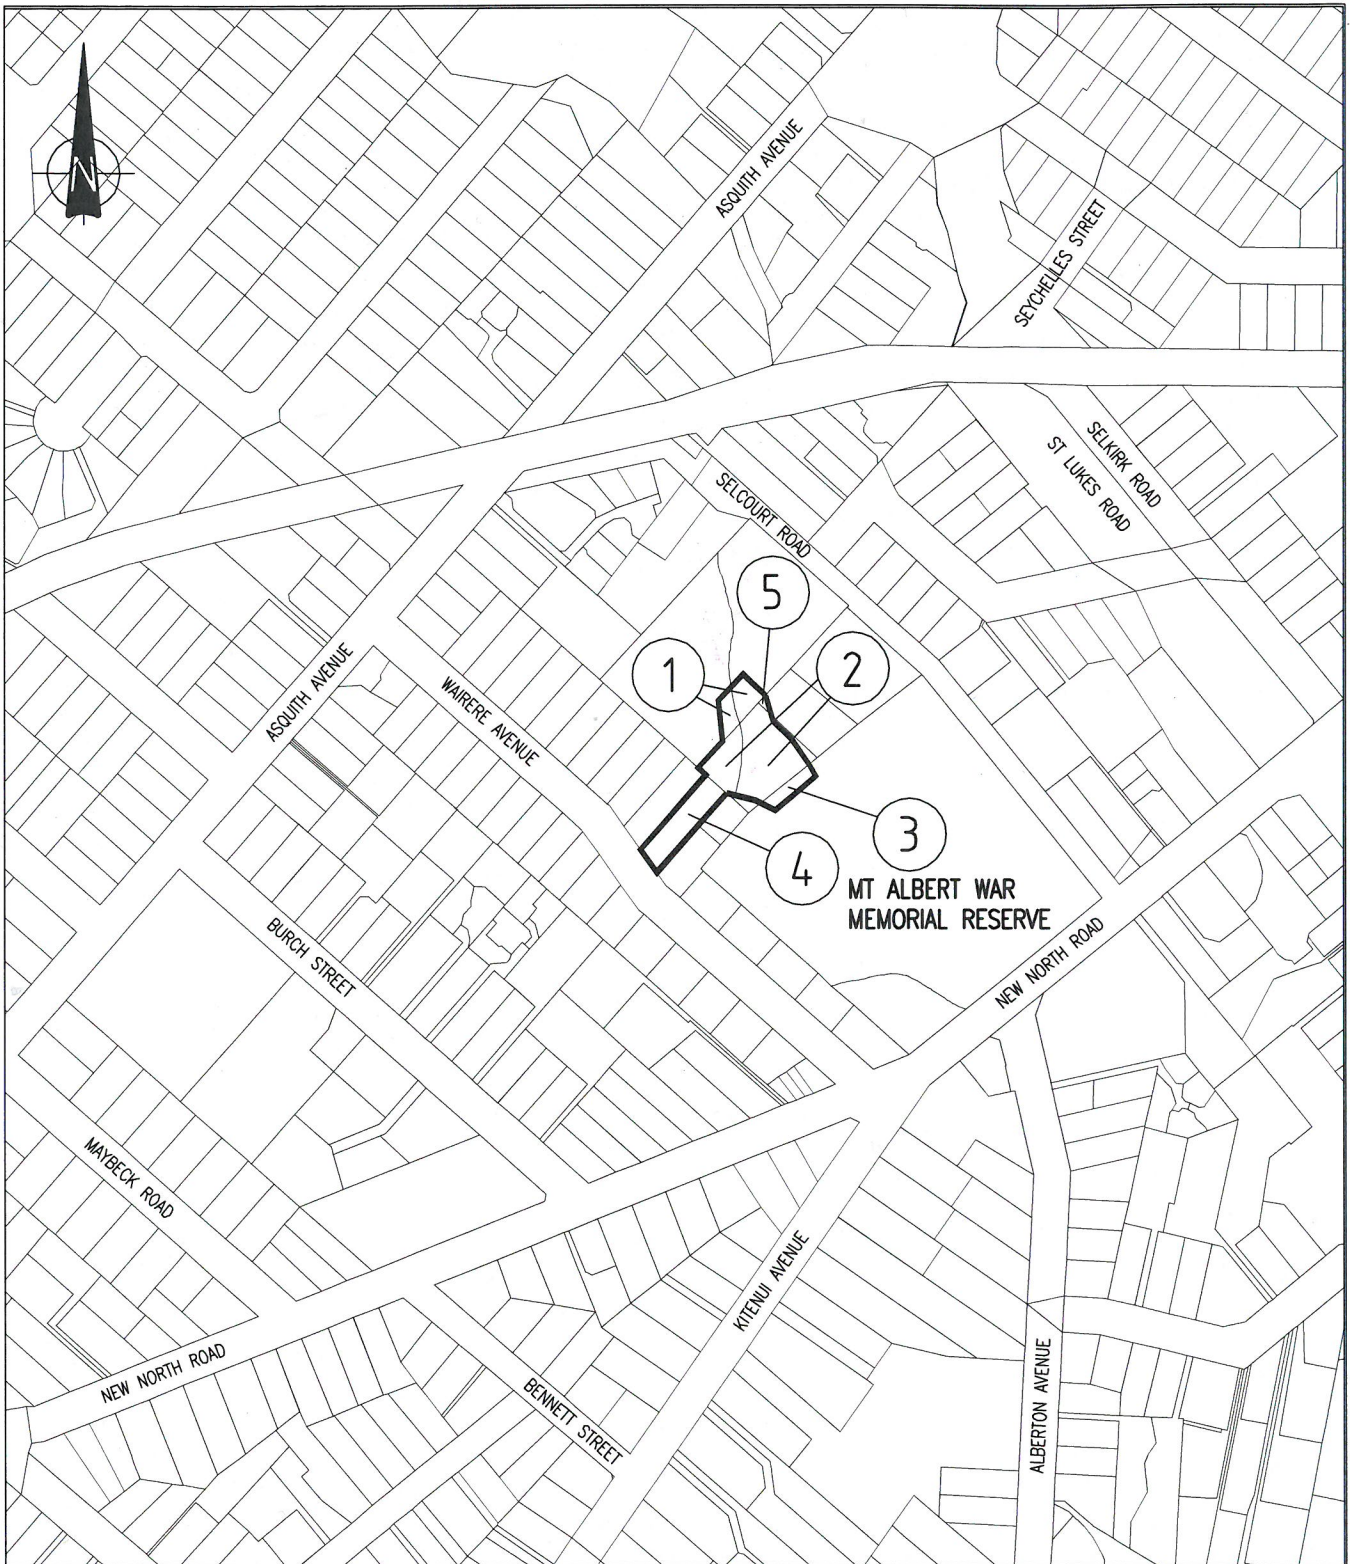 N
ASQUITH AVENUE
SEYCHELLES STREET
SELKIRK ROAD
ST LUKES ROAD
SELCOURT ROAD
5
1
2
ASQUITH AVENUE
WAIRERE AVENUE
3
4
MT ALBERT WAR
MEMORIAL RESERVE
BURCH STREET
NEW NORTH ROAD
MAYBECK ROAD
KITENUI AVENUE
NEW NORTH ROAD
BENNETT STREET
ALBERTON AVENUE